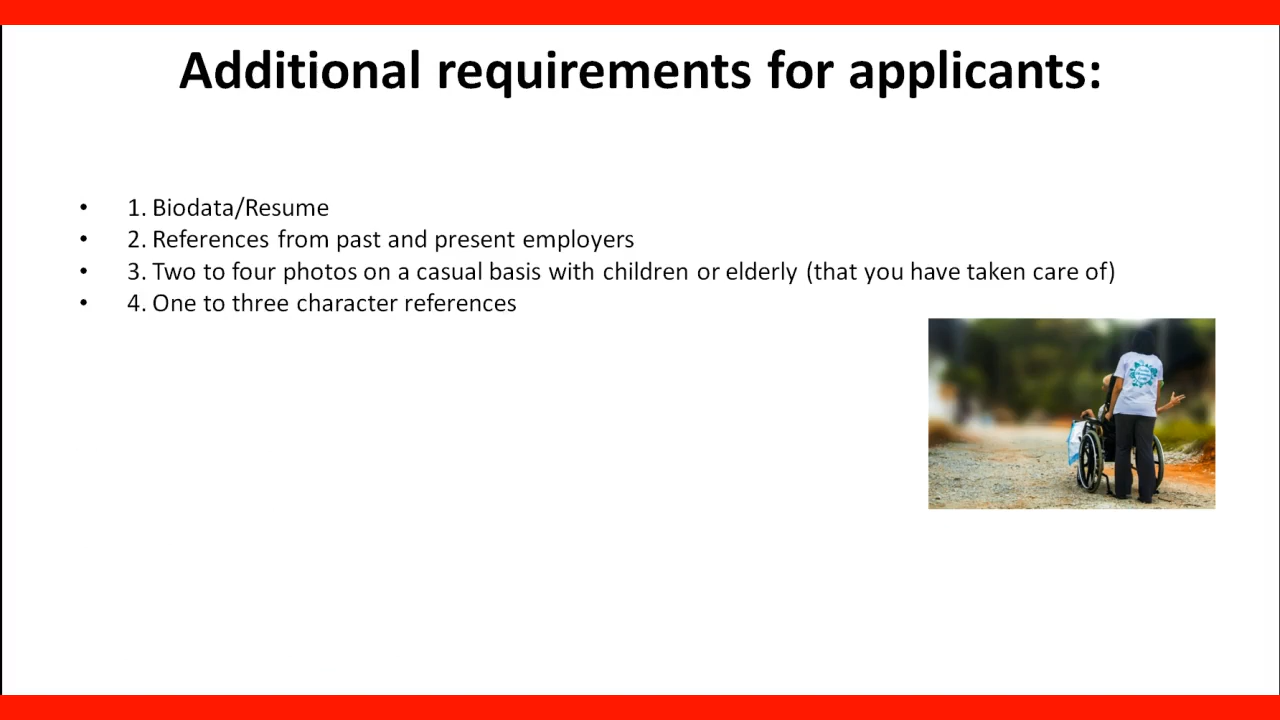 Additional requirements for applicants:
• 1. Biodata/Resume
• 2. References from past and present employers
• 3. Two to four photos on a casual basis with children or elderly (that you have taken care of)
• 4. One to three character references